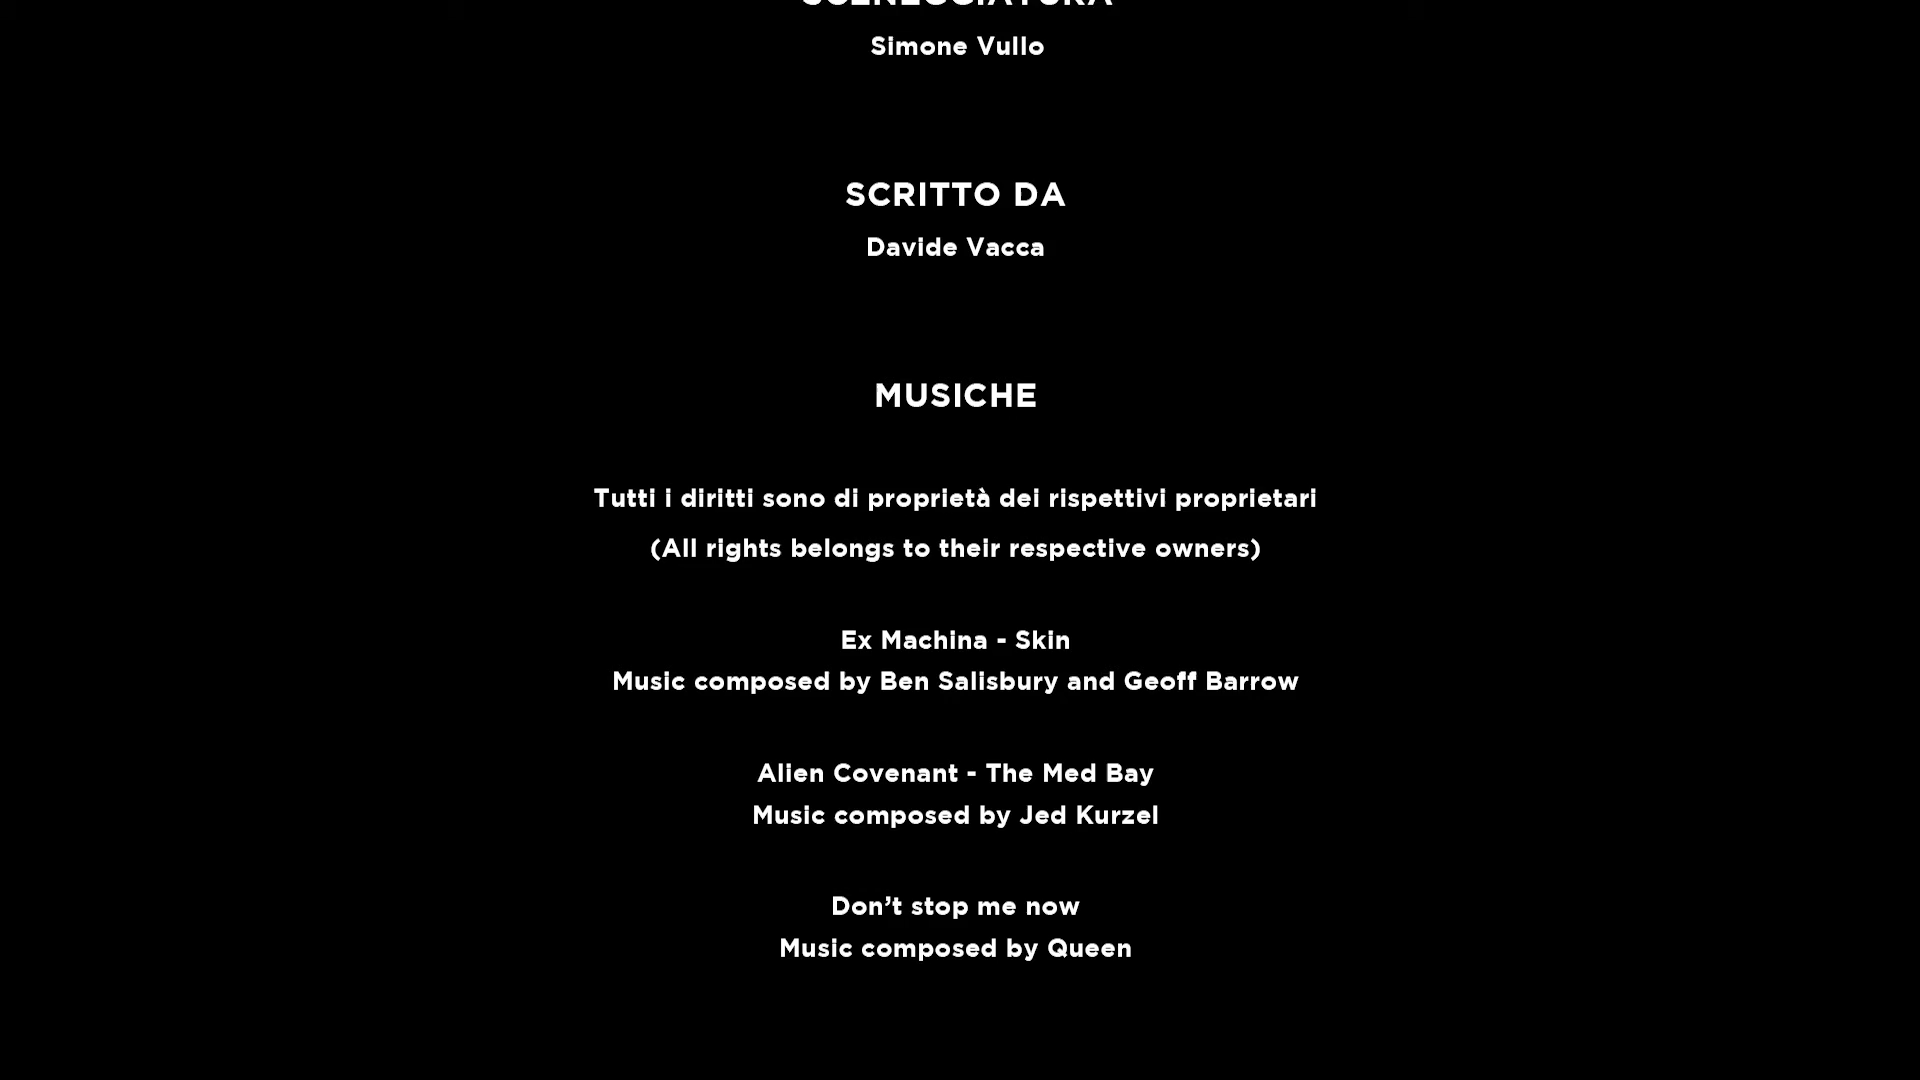 SCENEGGIATURA
Simone Vullo
SCRITTO DA
Davide Vacca
MUSICHE
Tutti i diritti sono di proprietà dei rispettivi proprietari
(All rights belongs to their respective owners)
Ex Machina - Skin
Music composed by Ben Salisbury and Geoff Barrow
Alien Covenant - The Med Bay
Music composed by Jed Kurzel
Don’t stop me now
Music composed by Queen